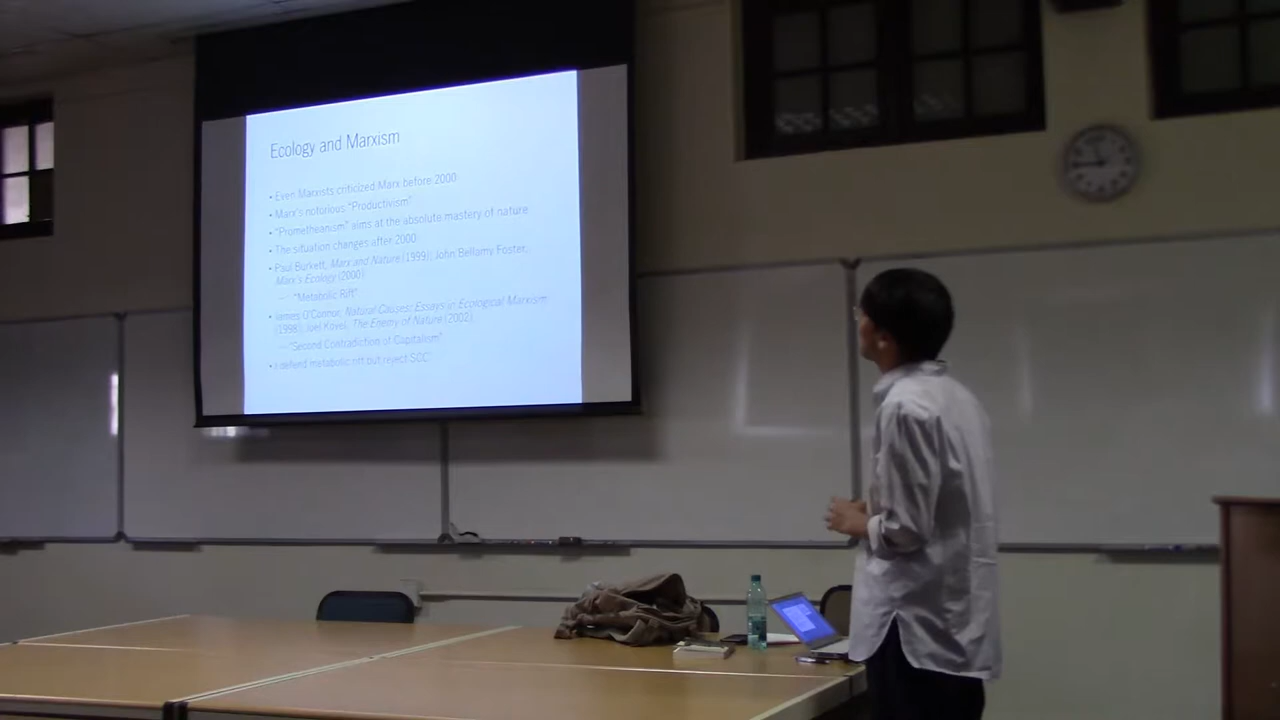 Ecology and Marxism
• Even Marxists criticized Marx before 2000
• Marx's notorious "Productivism"
• "Prometheanism" aims at the absolute mastery of nature
• The situation changes after 2000
• Paul Burkett, Marx and Nature (1999); John Bellamy Foster,
Marx's Ecology (2000)
— "Metabolic Rift"
• James O'Connor, Natural Causes: Essays in Ecological Marxism
(1998); Joel Kovel, The Enemy of Nature (2002)
— "Second Contradiction of Capitalism"
• I defend metabolic rift but reject SCC